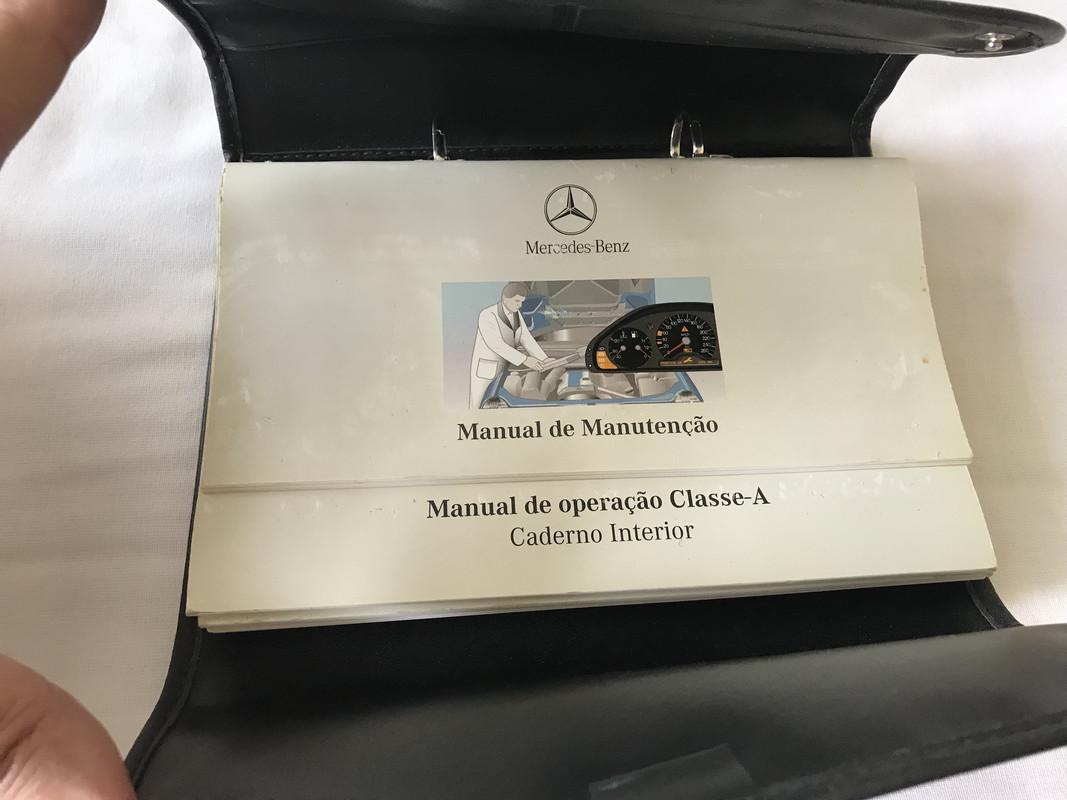 Mercedes-Benz
Manual de Manutenção
Manual de operação Classe-A
Caderno Interior